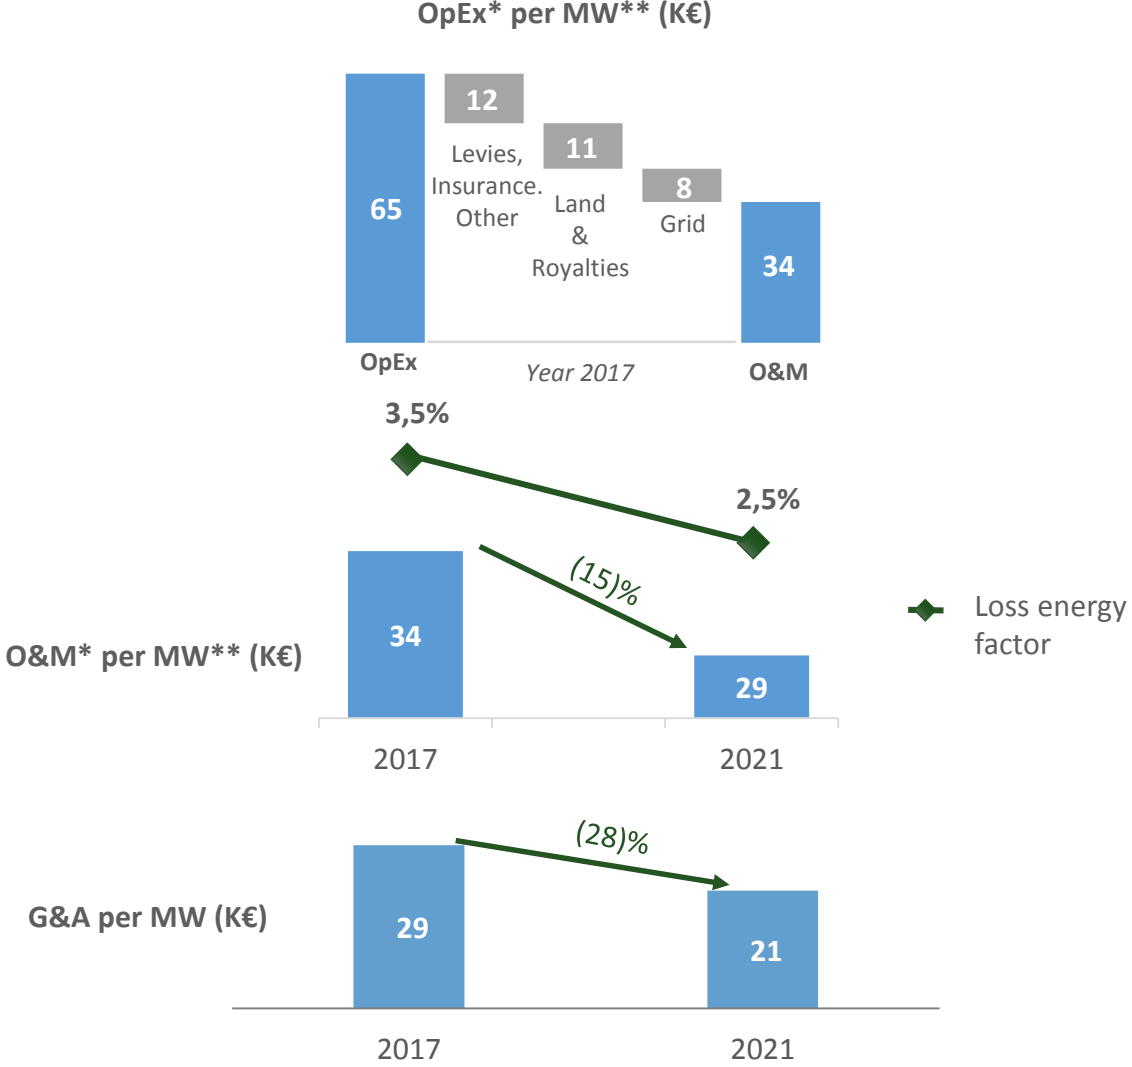 OpEx* per MW** (K€)
12
Levies,
Insurance.
Other
11
Land
&
Royalties
8
Grid
65
34
OpEx
Year 2017
O&M
3,5%
2,5%
(15)%
Loss energy
factor
O&M* per MW** (K€)
34
29
2017
2021
(28)%
G&A per MW (K€)
29
21
2017
2021